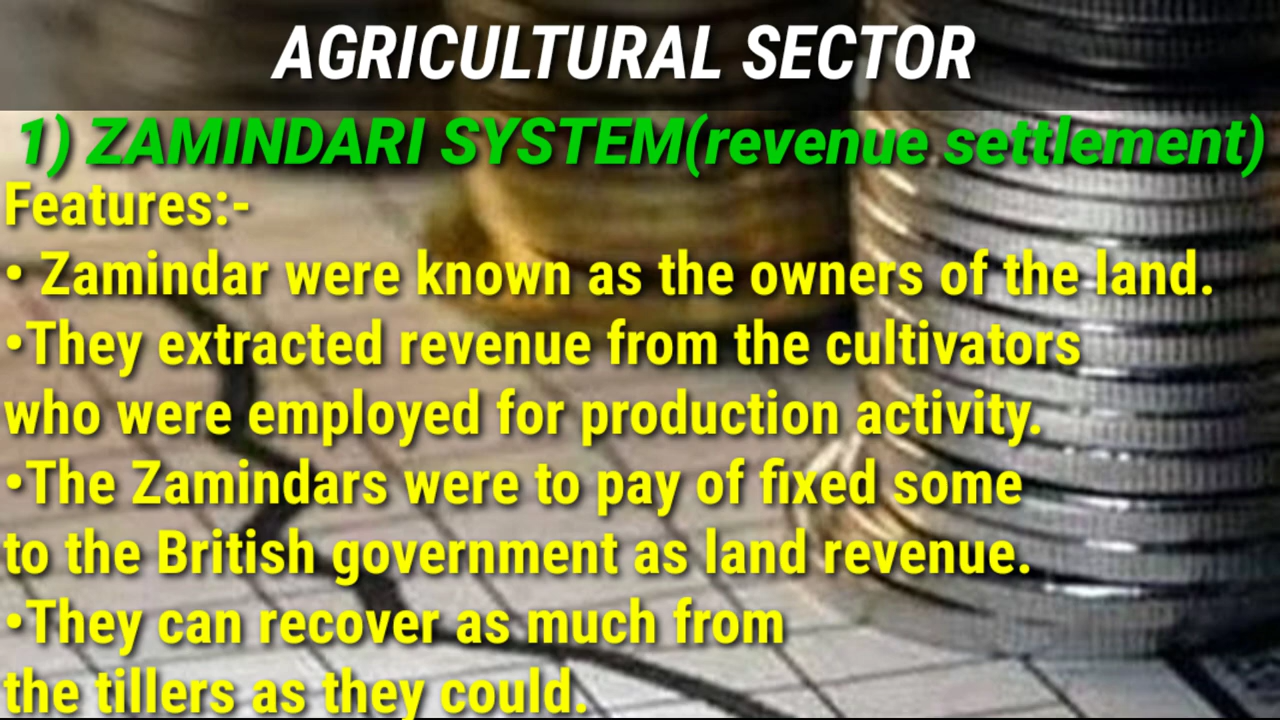 AGRICULTURAL SECTOR
1) ZAMINDARI SYSTEM(revenue settlement)
Features:-
• Zamindar were known as the owners of the land.
•They extracted revenue from the cultivators
who were employed for production activity.
•The Zamindars were to pay of fixed some
to the British government as land revenue.
•They can recover as much from
the tillers as they could.